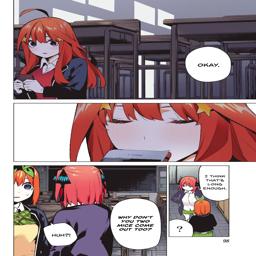 OKAY.
I THINK
THAT'S
LONG
ENOUGH.
WHY DON'T
YOU TWO
MICE COME
OUT TOO?
HUH?!
?
98